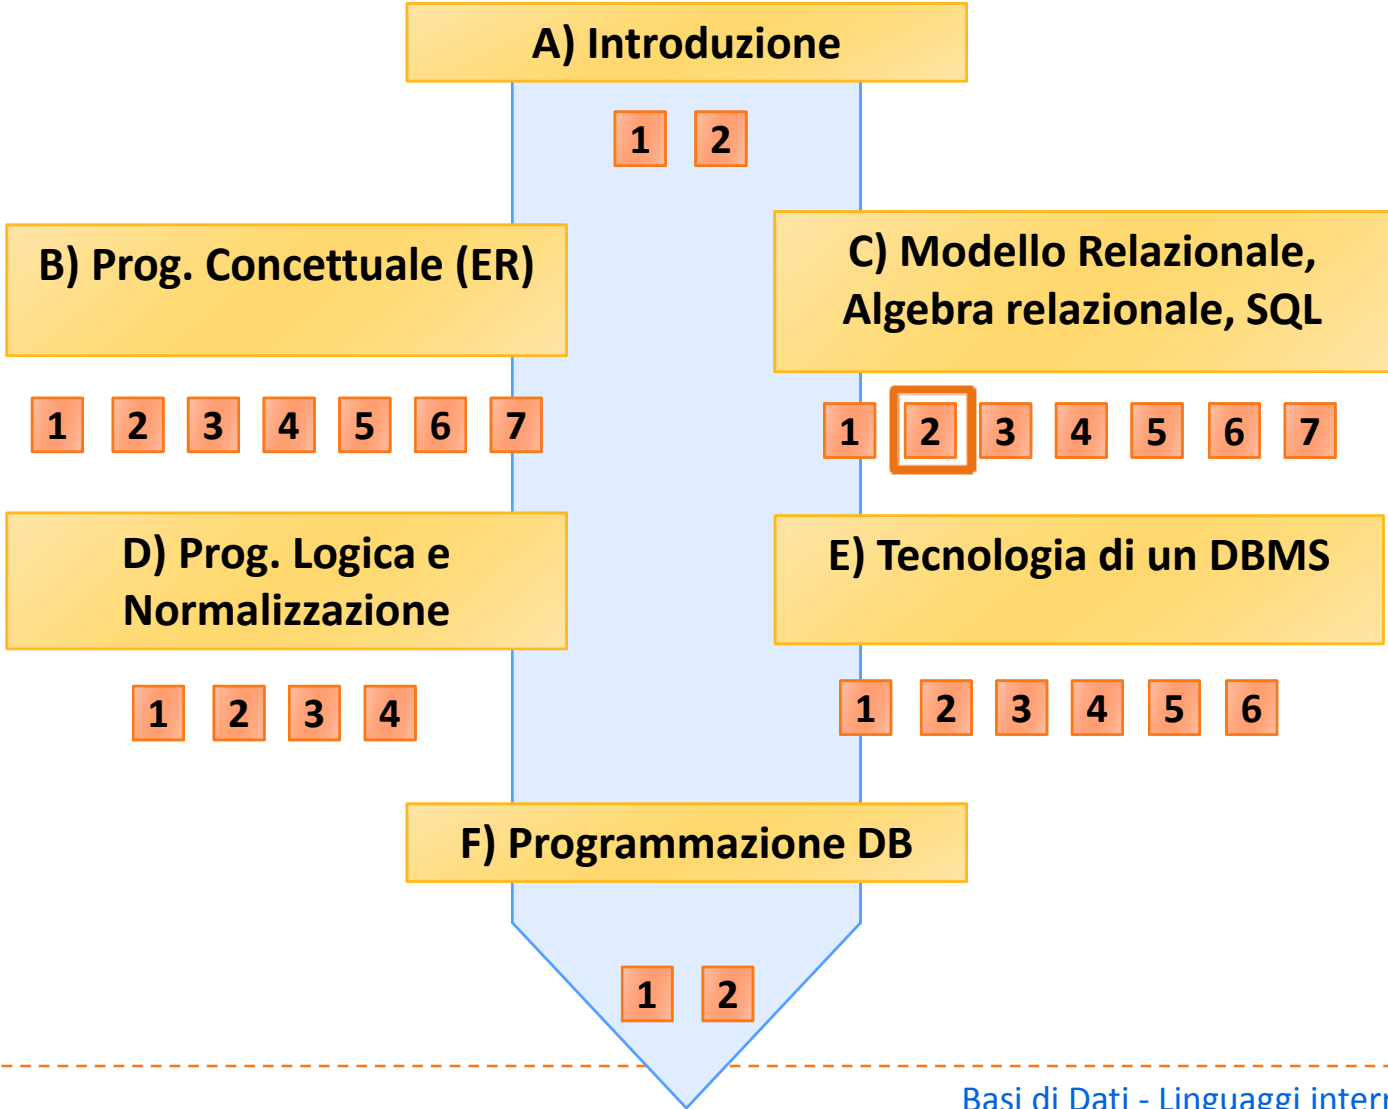 A) Introduzione
1 2
B) Prog. Concettuale (ER)
C) Modello Relazionale,
Algebra relazionale, SQL
1 2 3 4 5 6 7
1 2 3 4 5 6 7
D) Prog. Logica e
Normalizzazione
E) Tecnologia di un DBMS
1 2 3 4
1 2 3 4 5 6
F) Programmazione DB
1 2
Basi di Dati - Linguaggi